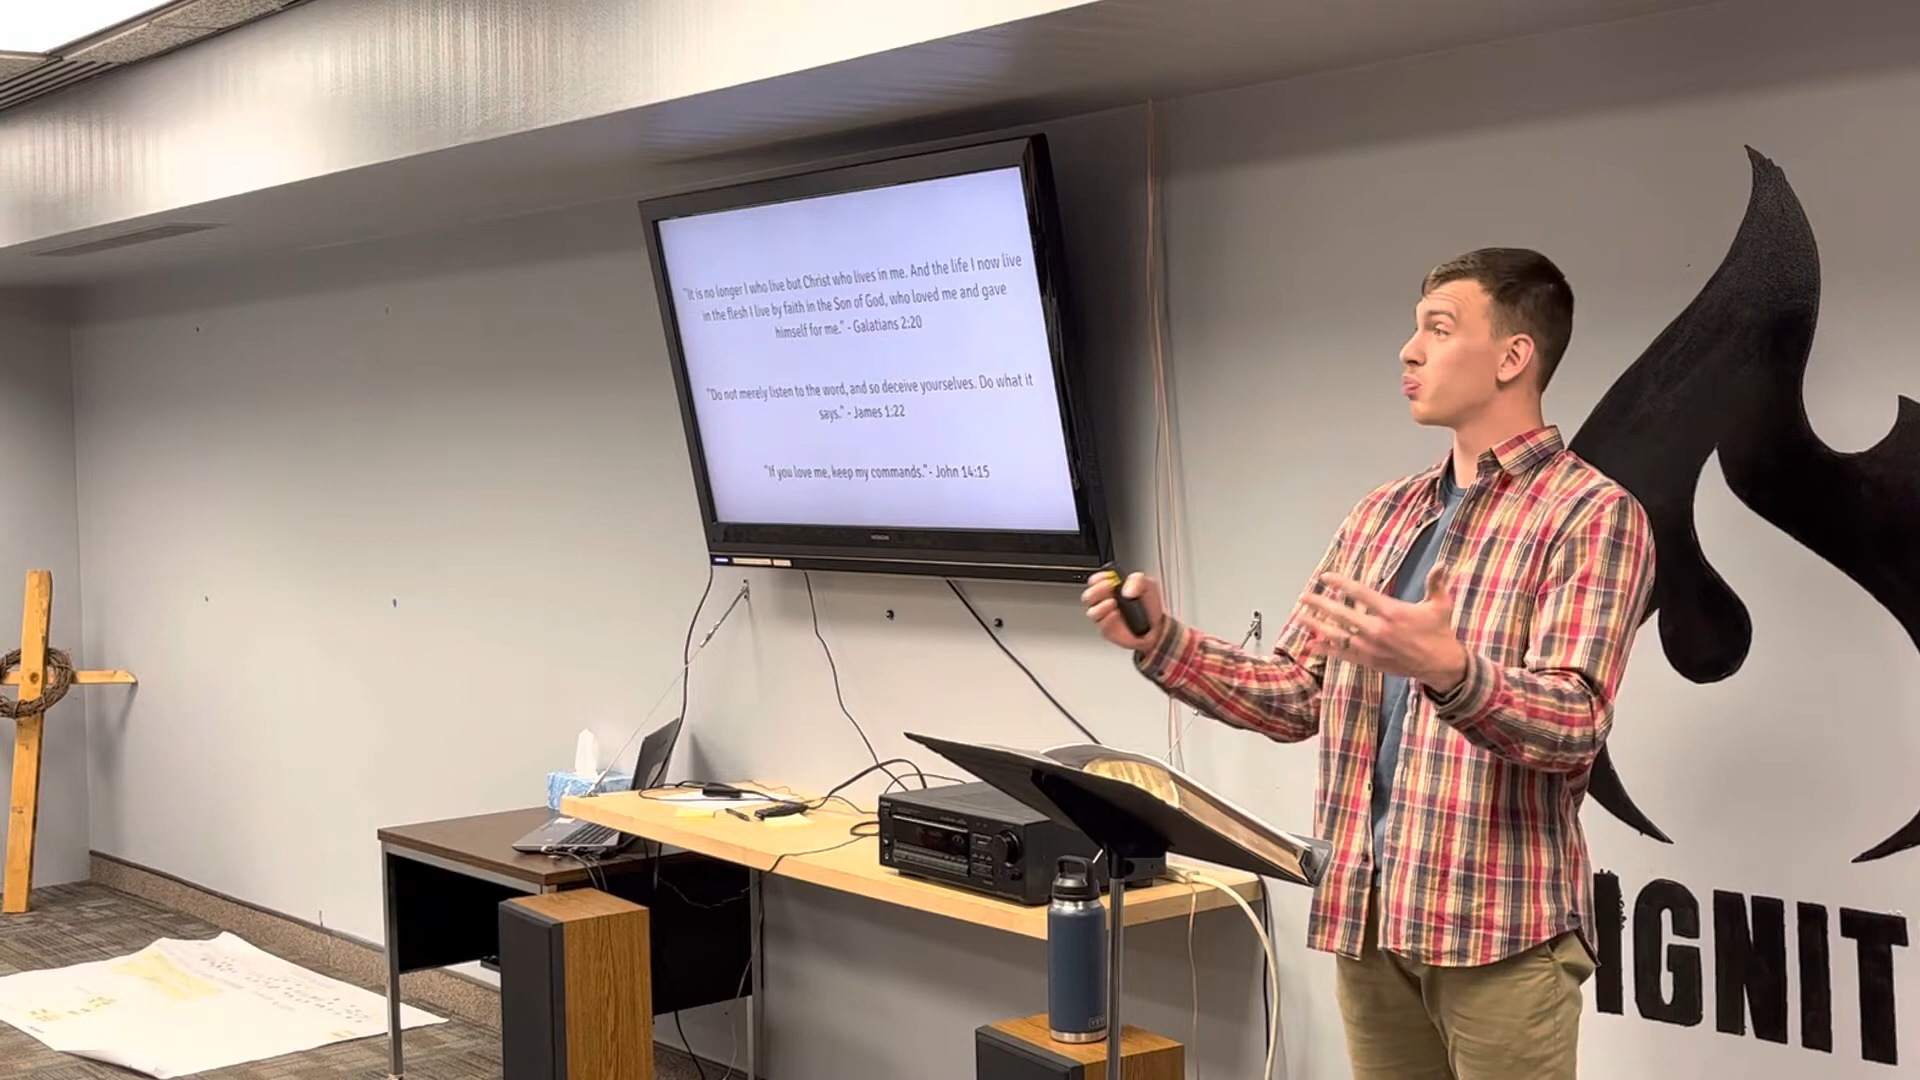 "It is no longer I who live but Christ who lives in me. And the life I now live
in the flesh I live by faith in the Son of God, who loved me and gave
himself for me." - Galatians 2:20
"Do not merely listen to the word, and so deceive yourselves. Do what it
says." - James 1:22
"If you love me, keep my commands." - John 14:15
HITACHI
SONY
YETI
IGNIT